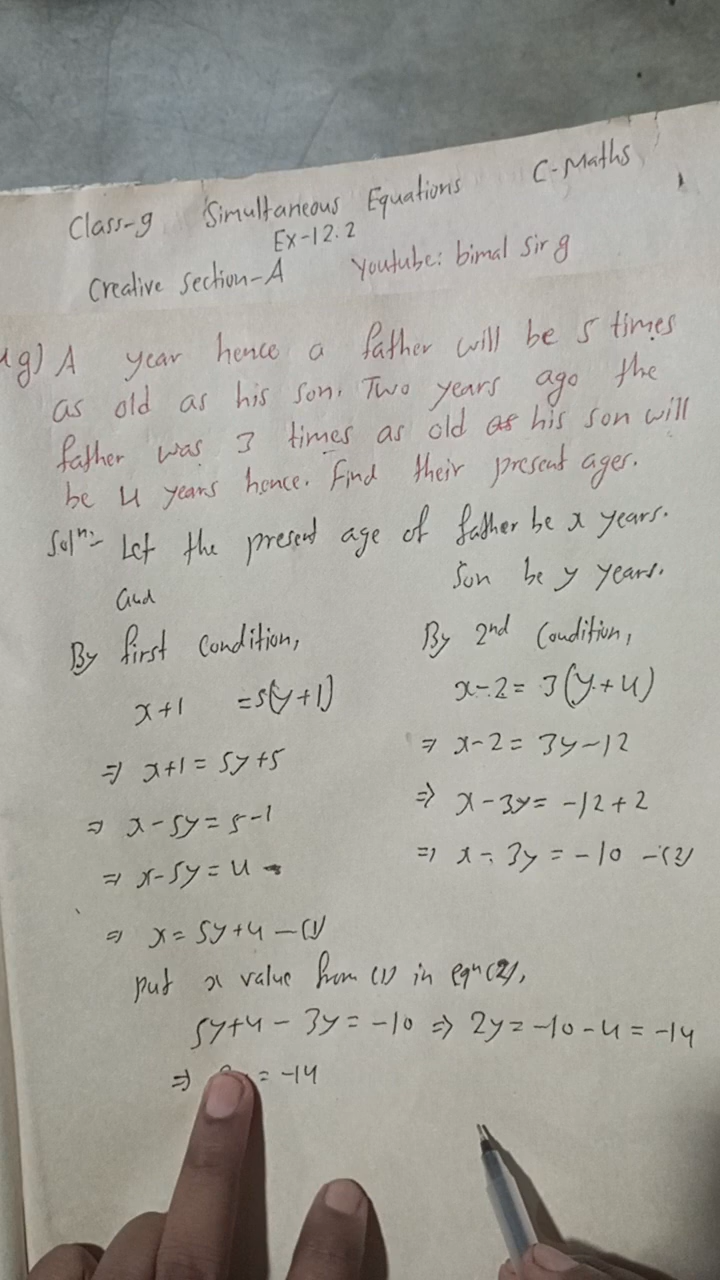 Class-9 Simultaneous Equations C-Maths
Ex-12.2
Creative Section-A Youtube: bimal Sir g
g) A year hence a father will be 5 times
as old as his son. Two years ago the
father was 3 times as old as his son will
be 4 years hence. Find their present ages.
Solⁿ:- Let the present age of father be x years.
and Son be y years.
By first Condition,
x+1 = 5(y+1)
⇒ x+1 = 5y+5
⇒ x-5y = 5-1
⇒ x-5y = 4
⇒ x = 5y+4 -(1)
By 2nd Condition,
x-2 = 3(y+4)
⇒ x-2 = 3y-12
⇒ x-3y = -12+2
⇒ x-3y = -10 -(2)
put x value from (1) in eqⁿ(2),
5y+4-3y = -10 ⇒ 2y = -10-4 = -14
⇒ = -14